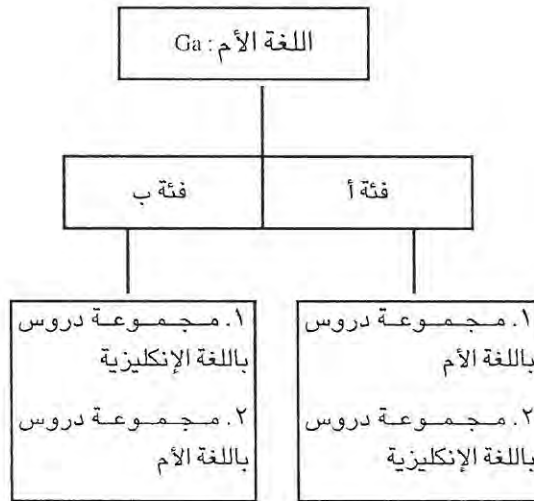 اللغة الأم: Ga
فئة أ
فئة ب
١. مجموعة دروس
باللغة الأم
٢. مجموعة دروس
باللغة الإنكليزية
١. مجموعة دروس
باللغة الإنكليزية
٢. مجموعة دروس
باللغة الأم